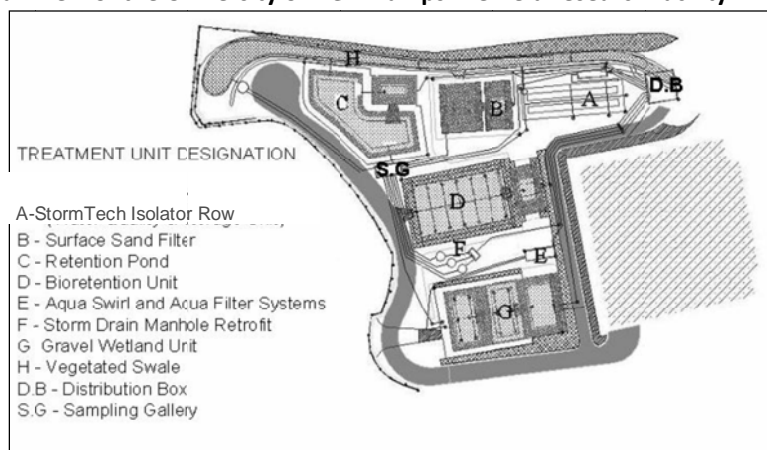 H
D.B
A
B
C
TREATMENT UNIT DESIGNATION
S.G
D
A-StormTech Isolator Row
B - Surface Sand Filter
C - Retention Pond
D - Bioretention Unit
E - Aqua Swirl and Aqua Filter Systems
F - Storm Drain Manhole Retrofit
G Gravel Wetland Unit
H - Vegetated Swale
D.B - Distribution Box
S.G - Sampling Gallery
F
E
G